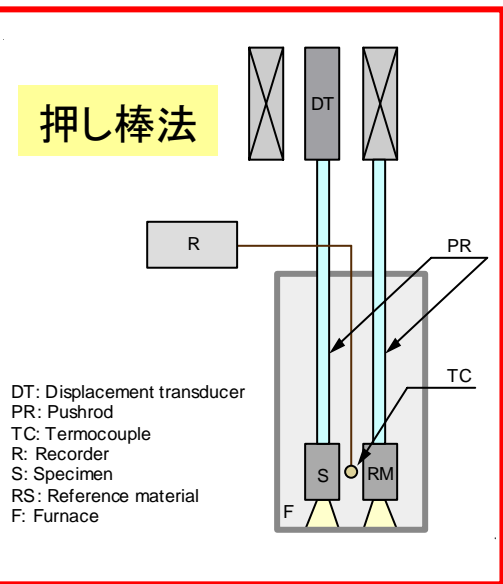 押し棒法
DT
R
PR
TC
S
RM
F
DT: Displacement transducer
PR: Pushrod
TC: Termocouple
R: Recorder
S: Specimen
RS: Reference material
F: Furnace